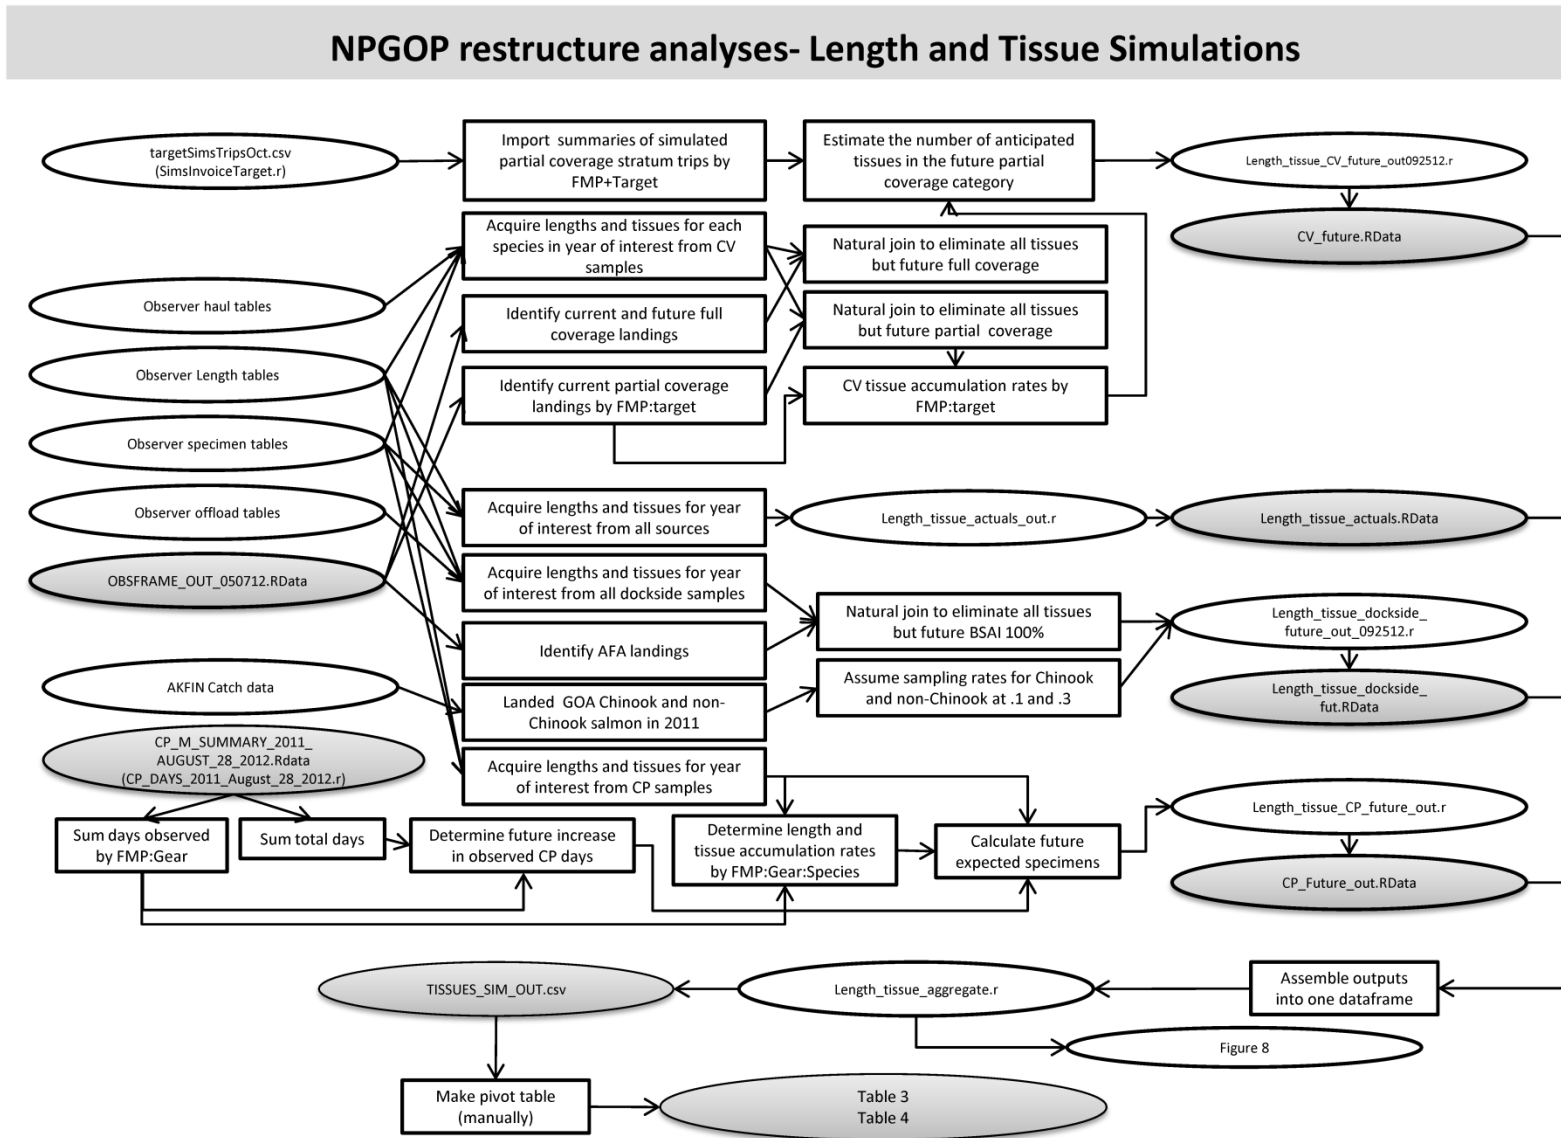 NPGOP restructure analyses- Length and Tissue Simulations
targetSimsTripsOct.csv
(SimsInvoiceTarget.r)
Import summaries of simulated
partial coverage stratum trips by
FMP+Target
Estimate the number of anticipated
tissues in the future partial
coverage category
Length_tissue_CV_future_out092512.r
CV_future.RData
Acquire lengths and tissues for each
species in year of interest from CV
samples
Natural join to eliminate all tissues
but future full coverage
Observer haul tables
Identify current and future full
coverage landings
Natural join to eliminate all tissues
but future partial coverage
Observer Length tables
Identify current partial coverage
landings by FMP:target
CV tissue accumulation rates by
FMP:target
Observer specimen tables
Observer offload tables
Acquire lengths and tissues for year
of interest from all sources
Length_tissue_actuals_out.r
Length_tissue_actuals.RData
OBSFRAME_OUT_050712.RData
Acquire lengths and tissues for year
of interest from all dockside samples
Natural join to eliminate all tissues
but future BSAI 100%
Length_tissue_dockside_
future_out_092512.r
Identify AFA landings
AKFIN Catch data
Landed GOA Chinook and non-
Chinook salmon in 2011
Assume sampling rates for Chinook
and non-Chinook at .1 and .3
Length_tissue_dockside_
fut.RData
CP_M_SUMMARY_2011_
AUGUST_28_2012.Rdata
(CP_DAYS_2011_August_28_2012.r)
Acquire lengths and tissues for year
of interest from CP samples
Sum days observed
by FMP:Gear
Sum total days
Determine future increase
in observed CP days
Determine length and
tissue accumulation rates
by FMP:Gear:Species
Calculate future
expected specimens
Length_tissue_CP_future_out.r
CP_Future_out.RData
TISSUES_SIM_OUT.csv
Length_tissue_aggregate.r
Assemble outputs
into one dataframe
Figure 8
Make pivot table
(manually)
Table 3
Table 4